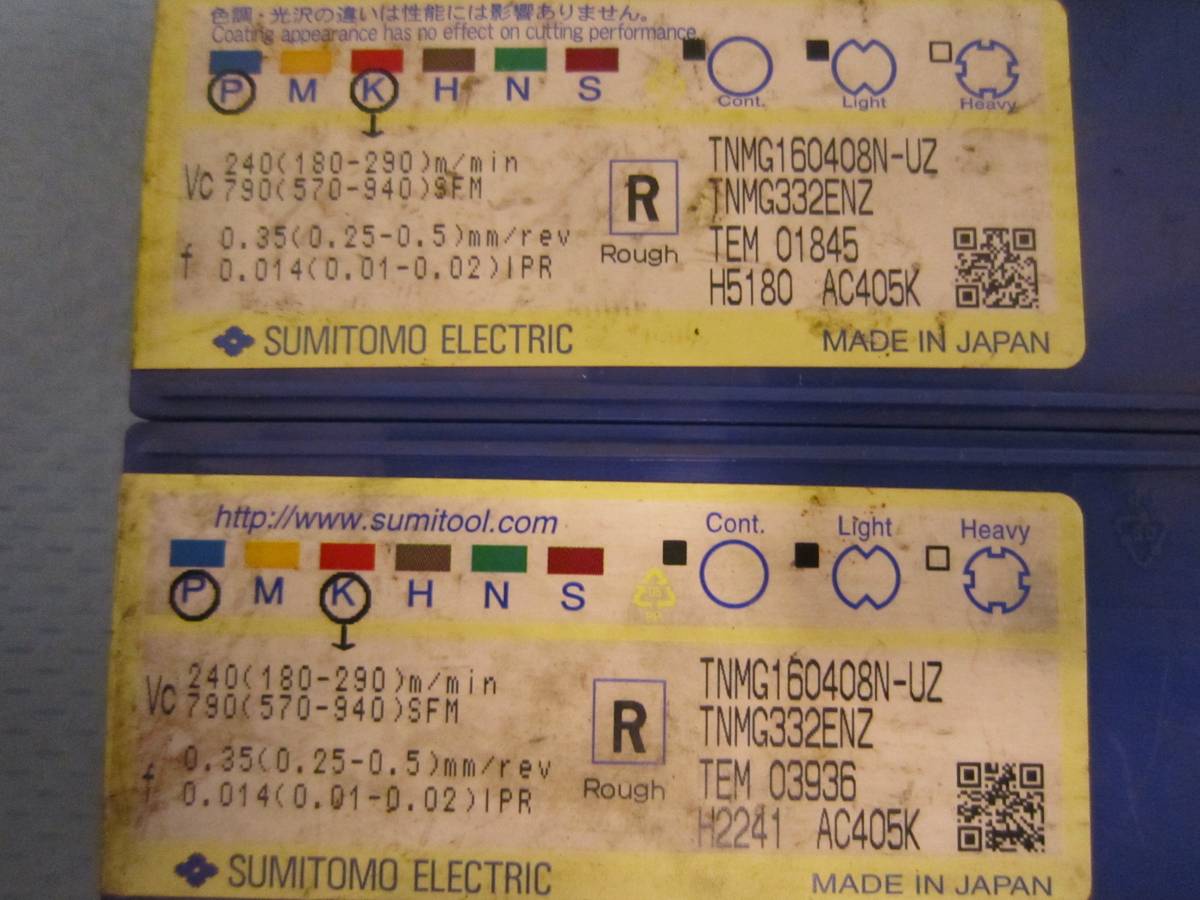 色調・光沢の違いは性能には影響ありません。
Coating appearance has no effect on cutting performance.
P M K H N S
Cont. Light Heavy
Vc 240(180-290)m/min
790(570-940)SFM
f 0.35(0.25-0.5)mm/rev
0.014(0.01-0.02)IPR
R
Rough
TNMG160408N-UZ
TNMG332ENZ
TEM 01845
H5180 AC405K
SUMITOMO ELECTRIC
MADE IN JAPAN
http://www.sumitool.com
P M K H N S
Cont. Light Heavy
Vc 240(180-290)m/min
790(570-940)SFM
f 0.35(0.25-0.5)mm/rev
0.014(0.01-0.02)IPR
R
Rough
TNMG160408N-UZ
TNMG332ENZ
TEM 03936
H2241 AC405K
SUMITOMO ELECTRIC
MADE IN JAPAN